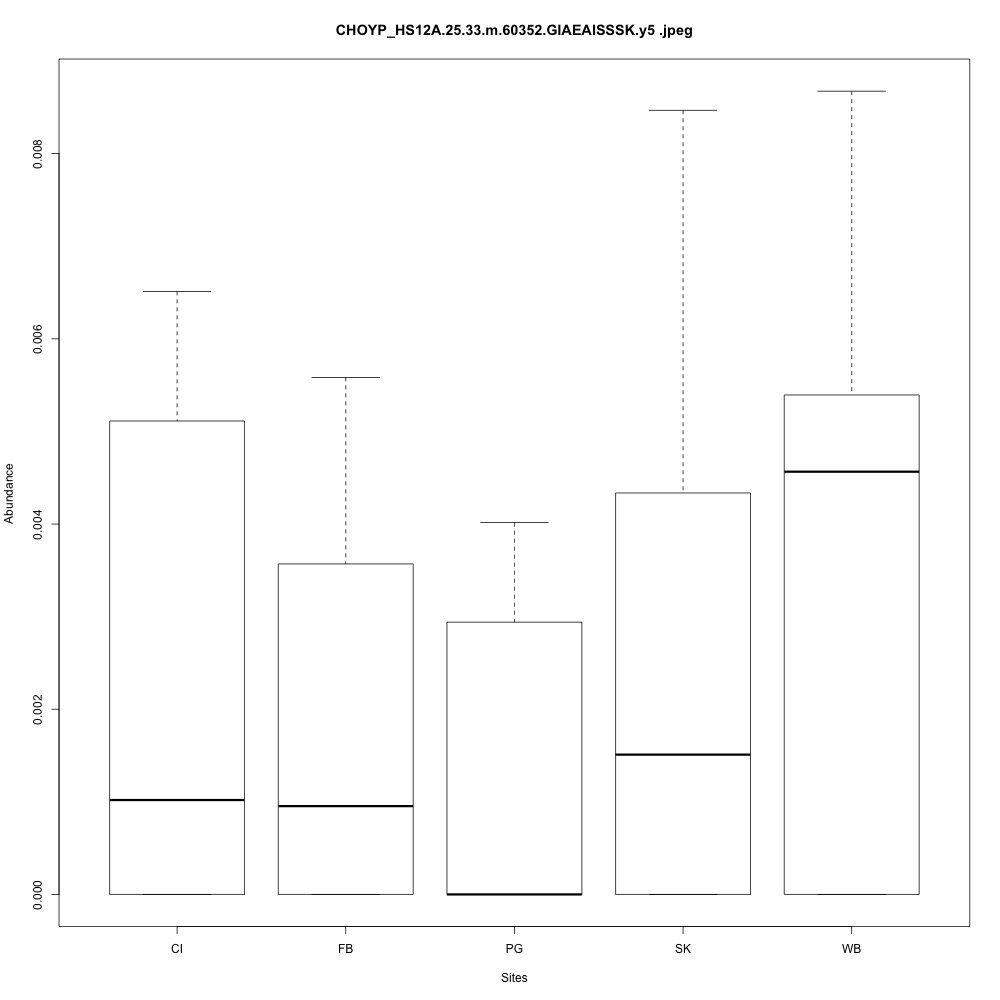 CHOYP_HS12A.25.33.m.60352.GIAEAISSSK.y5 .jpeg
Abundance
0.008
0.006
0.004
0.002
0.000
CI FB PG SK WB
Sites